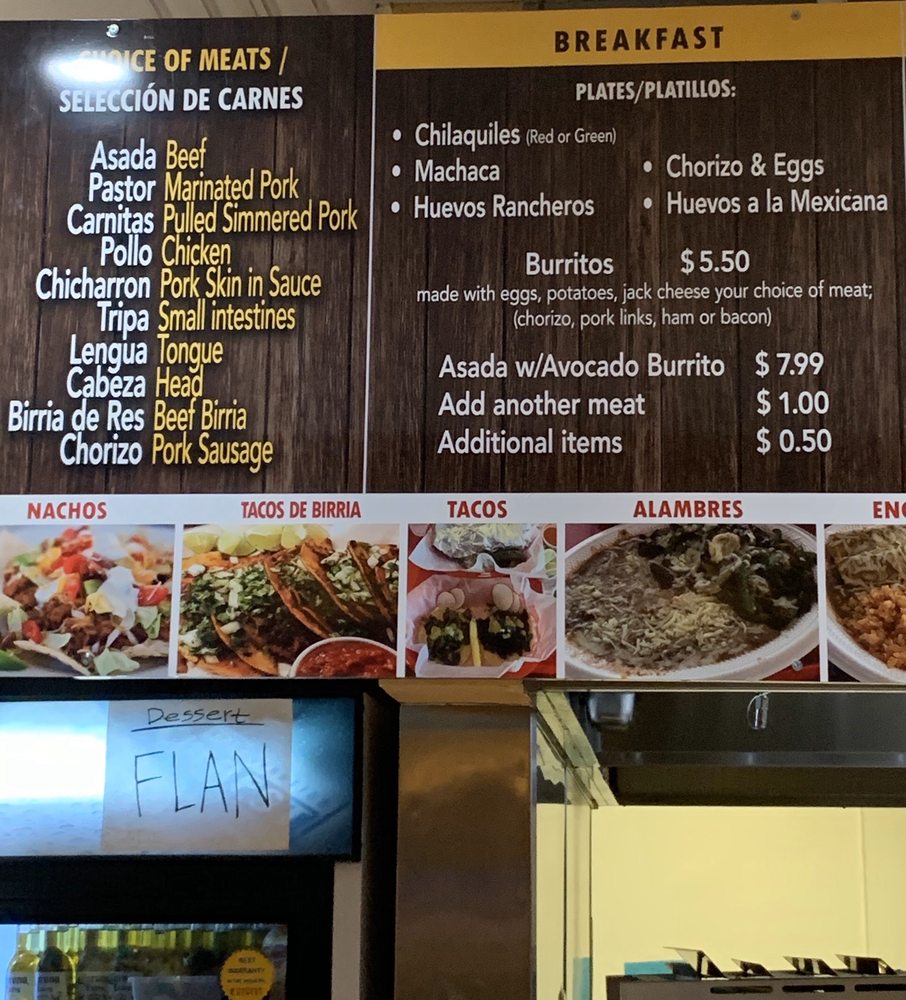 CHOICE OF MEATS /
SELECCIÓN DE CARNES
Asada Beef
Pastor Marinated Pork
Carnitas Pulled Simmered Pork
Pollo Chicken
Chicharron Pork Skin in Sauce
Tripa Small intestines
Lengua Tongue
Cabeza Head
Birria de Res Beef Birria
Chorizo Pork Sausage
BREAKFAST
PLATES/PLATILLOS:
• Chilaquiles (Red or Green)
• Machaca
• Huevos Rancheros
• Chorizo & Eggs
• Huevos a la Mexicana
Burritos $5.50
made with eggs, potatoes, jack cheese your choice of meat;
(chorizo, pork links, ham or bacon)
Asada w/Avocado Burrito $7.99
Add another meat $1.00
Additional items $0.50
NACHOS
TACOS DE BIRRIA
TACOS
ALAMBRES
Dessert
FLAN
WARRANTY